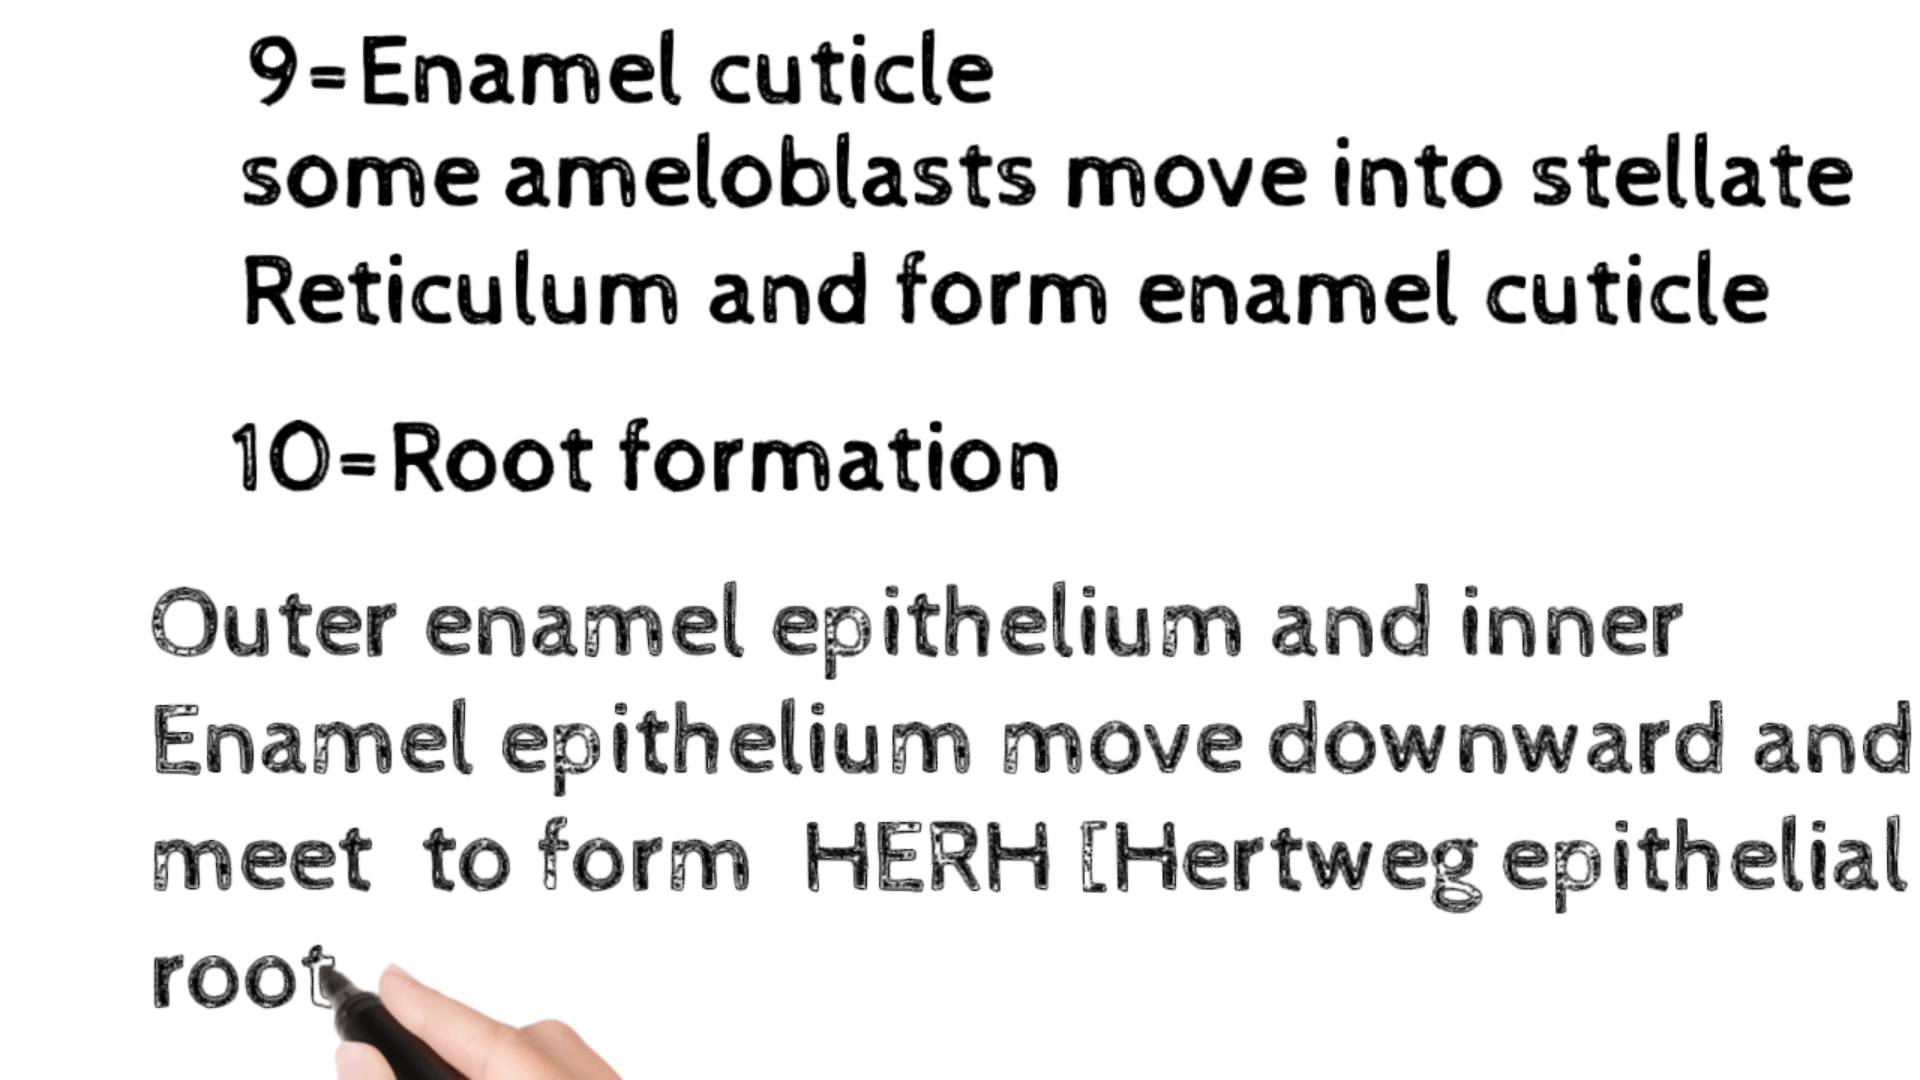 9=Enamel cuticle
some ameloblasts move into stellate
Reticulum and form enamel cuticle
10=Root formation
Outer enamel epithelium and inner
Enamel epithelium move downward and
meet to form HERH [Hertweg epithelial
root